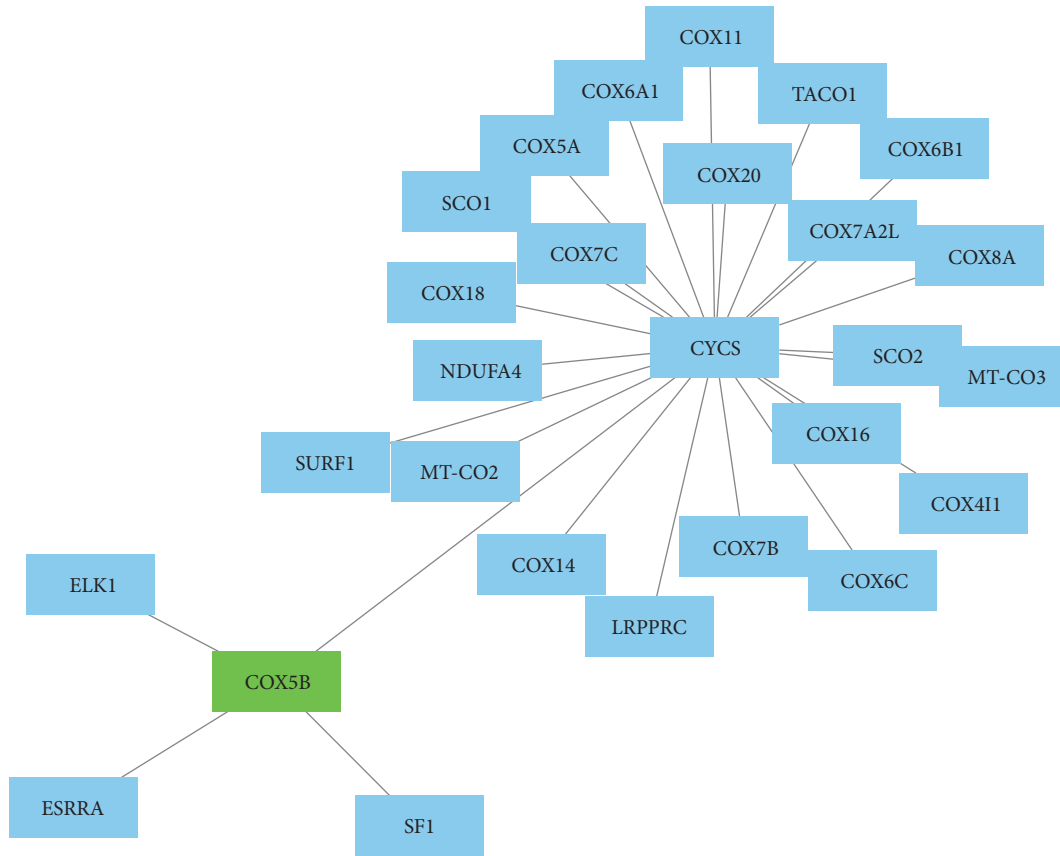 COX11
COX6A1
TACO1
COX5A
COX6B1
COX20
SCO1
COX7A2L
COX7C
COX8A
COX18
CYCS
SCO2
NDUFA4
MT-CO3
COX16
SURF1
MT-CO2
COX4I1
COX7B
COX14
COX6C
ELK1
LRPPRC
COX5B
ESRRA
SF1